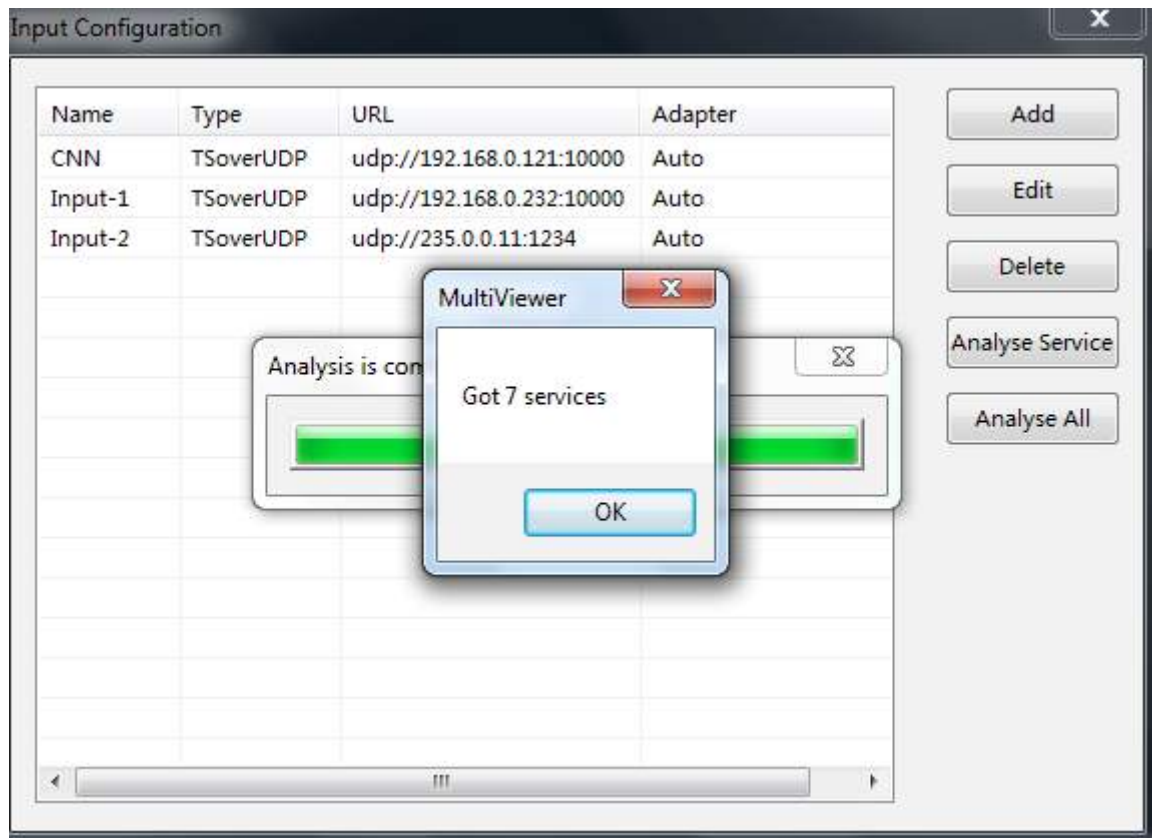 Input Configuration
Name Type URL Adapter
CNN TSoverUDP udp://192.168.0.121:10000 Auto
Input-1 TSoverUDP udp://192.168.0.232:10000 Auto
Input-2 TSoverUDP udp://235.0.0.11:1234 Auto
Add
Edit
Delete
Analyse Service
Analyse All
Analysis is com
MultiViewer
Got 7 services
OK